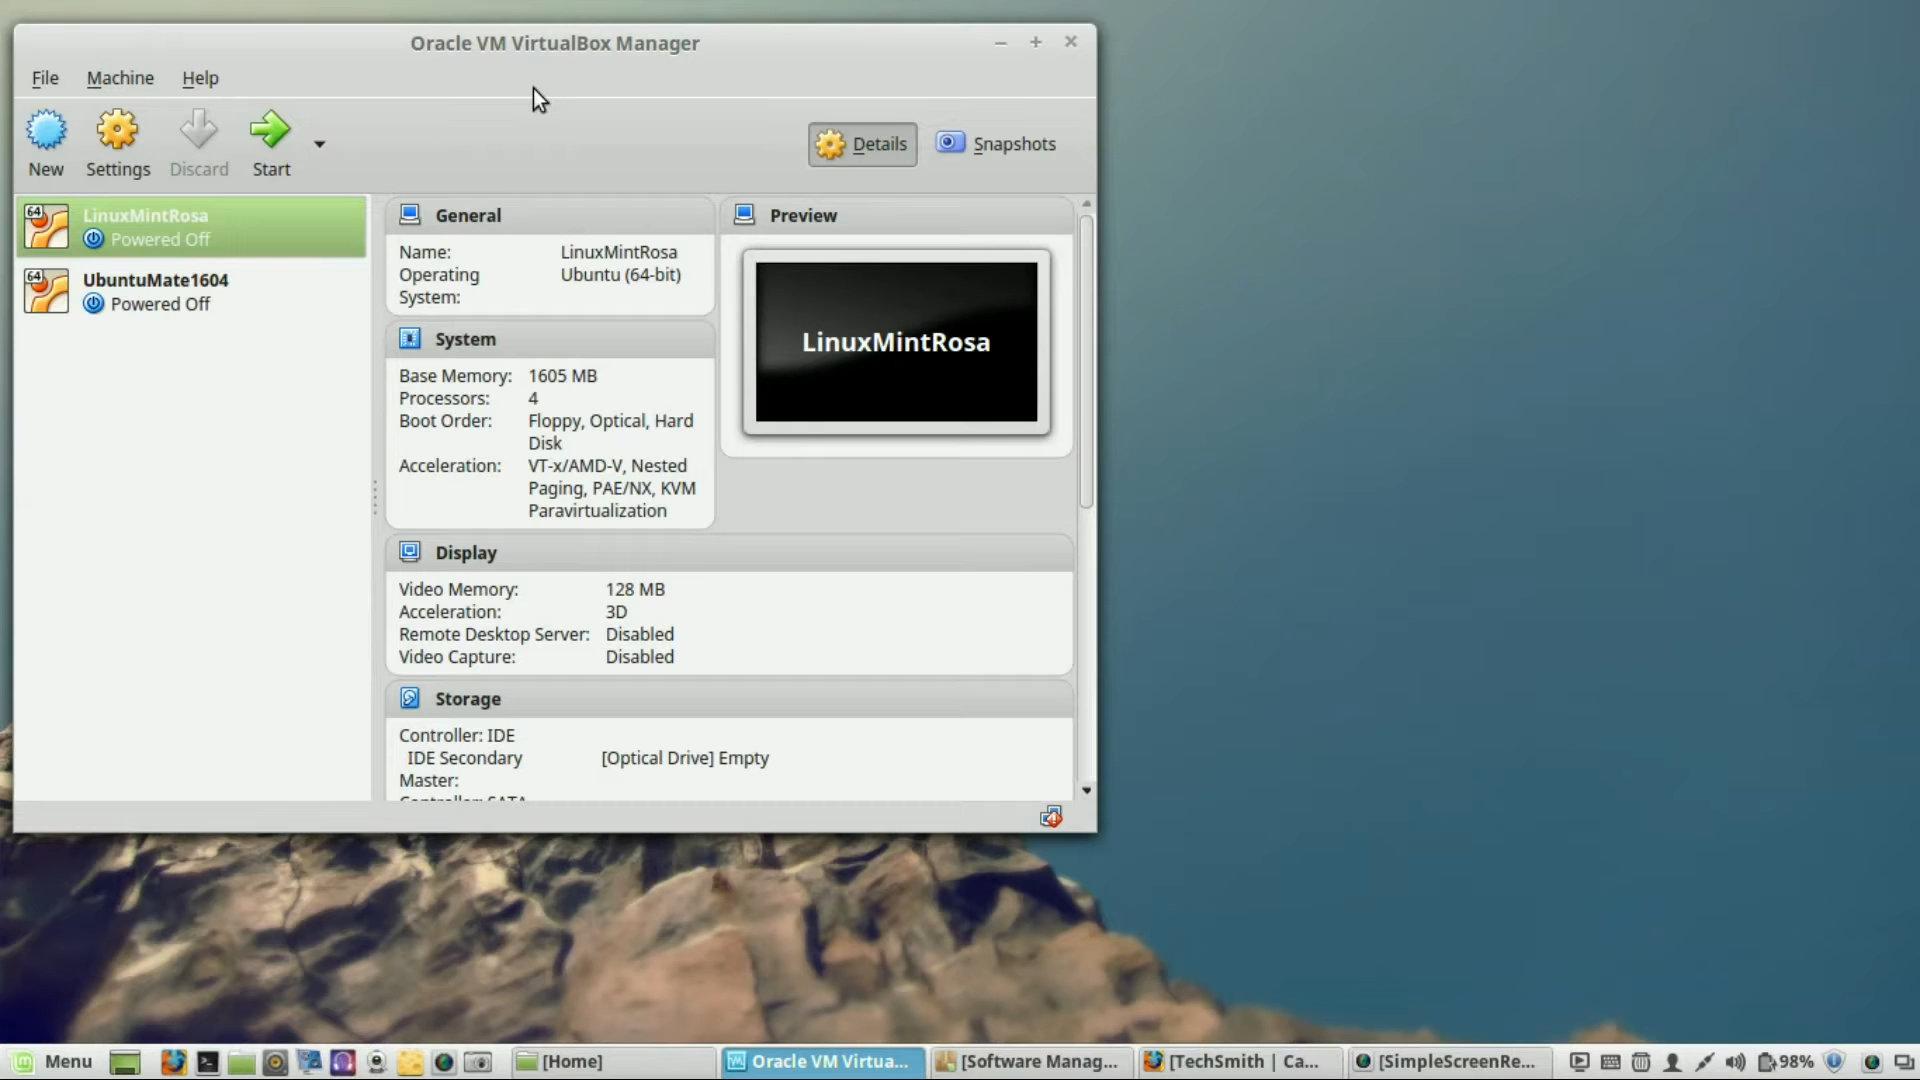 Oracle VM VirtualBox Manager
File Machine Help
New Settings Discard Start
Details Snapshots
64 LinuxMintRosa
Powered Off
64 UbuntuMate1604
Powered Off
General
Name: LinuxMintRosa
Operating Ubuntu (64-bit)
System:
System
Base Memory: 1605 MB
Processors: 4
Boot Order: Floppy, Optical, Hard
Disk
Acceleration: VT-x/AMD-V, Nested
Paging, PAE/NX, KVM
Paravirtualization
Preview
LinuxMintRosa
Display
Video Memory: 128 MB
Acceleration: 3D
Remote Desktop Server: Disabled
Video Capture: Disabled
Storage
Controller: IDE
IDE Secondary [Optical Drive] Empty
Master:
Controller: SATA
Menu [Home] Oracle VM Virtua... [Software Manag... [TechSmith | Ca... [SimpleScreenRe... 98%